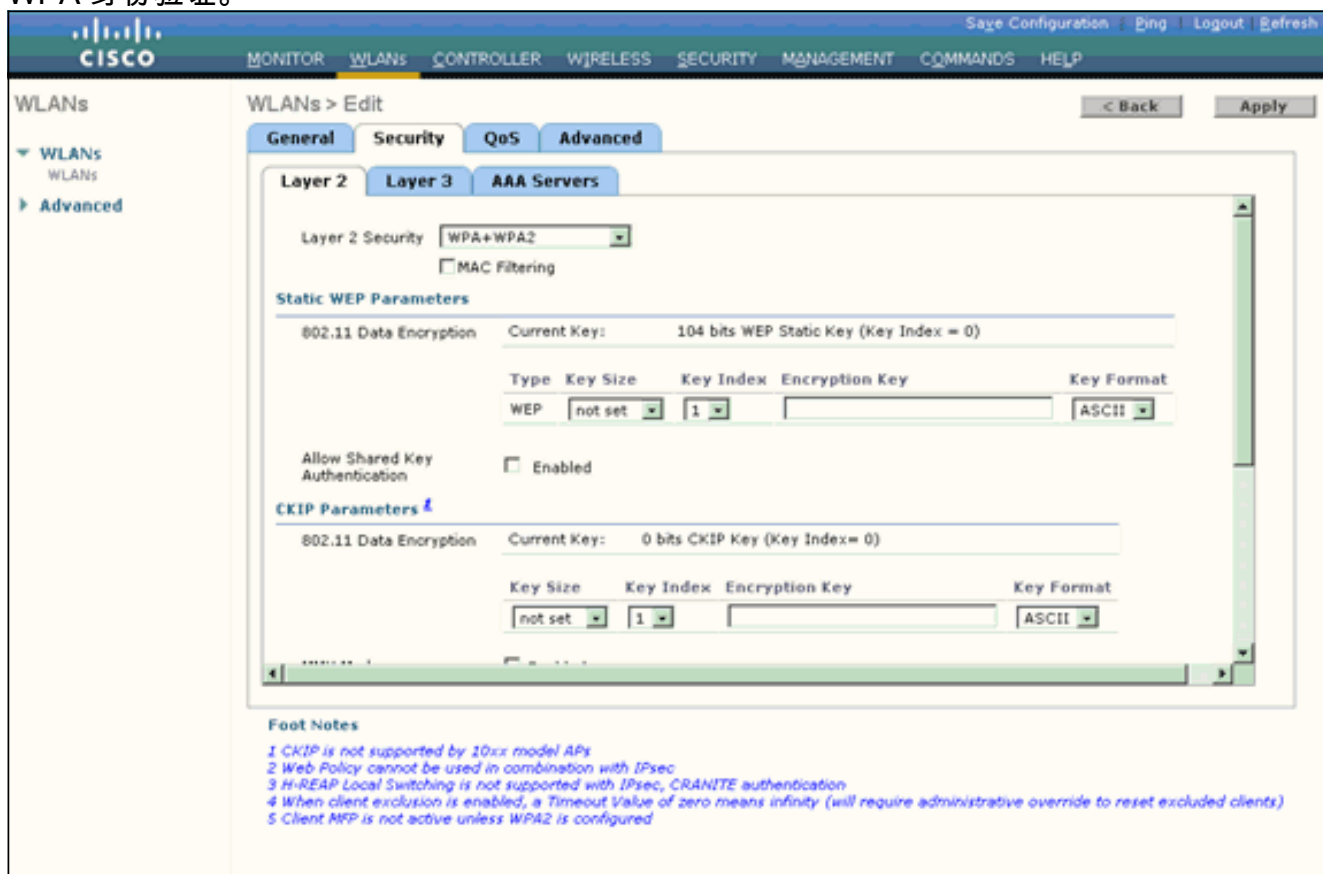 WPA 身份验证。
Save Configuration | Ping | Logout | Refresh
CISCO
MONITOR WLANs CONTROLLER WIRELESS SECURITY MANAGEMENT COMMANDS HELP
WLANs
WLANs
WLANs
Advanced
WLANs > Edit
< Back
Apply
General Security QoS Advanced
Layer 2 Layer 3 AAA Servers
Layer 2 Security WPA+WPA2
MAC Filtering
Static WEP Parameters
802.11 Data Encryption Current Key: 104 bits WEP Static Key (Key Index = 0)
Type Key Size Key Index Encryption Key Key Format
WEP not set 1 ASCII
Allow Shared Key
Authentication
Enabled
CKIP Parameters 1
802.11 Data Encryption Current Key: 0 bits CKIP Key (Key Index= 0)
Key Size Key Index Encryption Key Key Format
not set 1 ASCII
Foot Notes
1 CKIP is not supported by 10xx model APs
2 Web Policy cannot be used in combination with IPsec
3 H-REAP Local Switching is not supported with IPsec, CRANITE authentication
4 When client exclusion is enabled, a Timeout Value of zero means infinity (will require administrative override to reset excluded clients)
5 Client MFP is not active unless WPA2 is configured